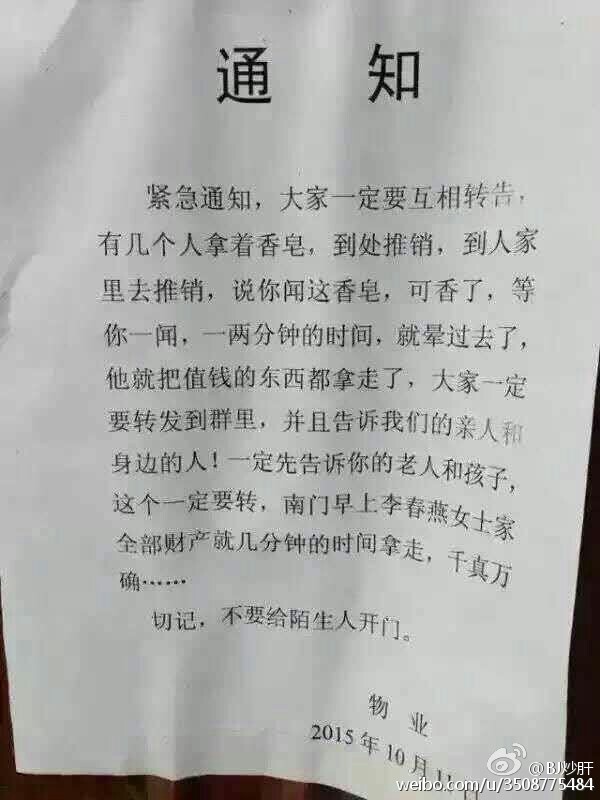 通 知
紧急通知，大家一定要互相转告，
有几个人拿着香皂，到处推销，到人家
里去推销，说你闻这香皂，可香了，等
你一闻，一两分钟的时间，就晕过去了，
他就把值钱的东西都拿走了，大家一定
要转发到群里，并且告诉我们的亲人和
身边的人！一定先告诉你的老人和孩子，
这个一定要转，南门早上李春燕女士家
全部财产就几分钟的时间拿走，千真万
确……
切记，不要给陌生人开门。
物 业
2015年10月11日
@BJ炒肝
weibo.com/u/3508775484